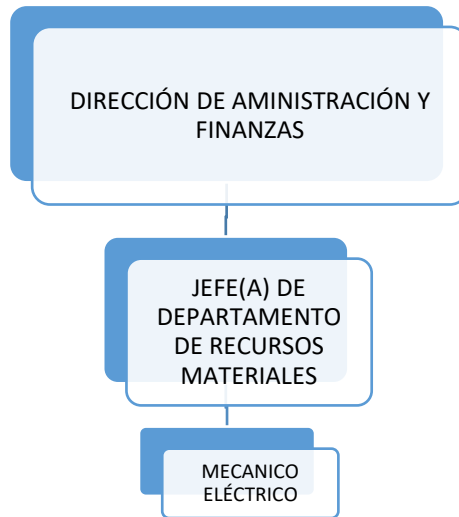 DIRECCIÓN DE AMINISTRACIÓN Y
FINANZAS
JEFE(A) DE
DEPARTAMENTO
DE RECURSOS
MATERIALES
MECANICO
ELÉCTRICO